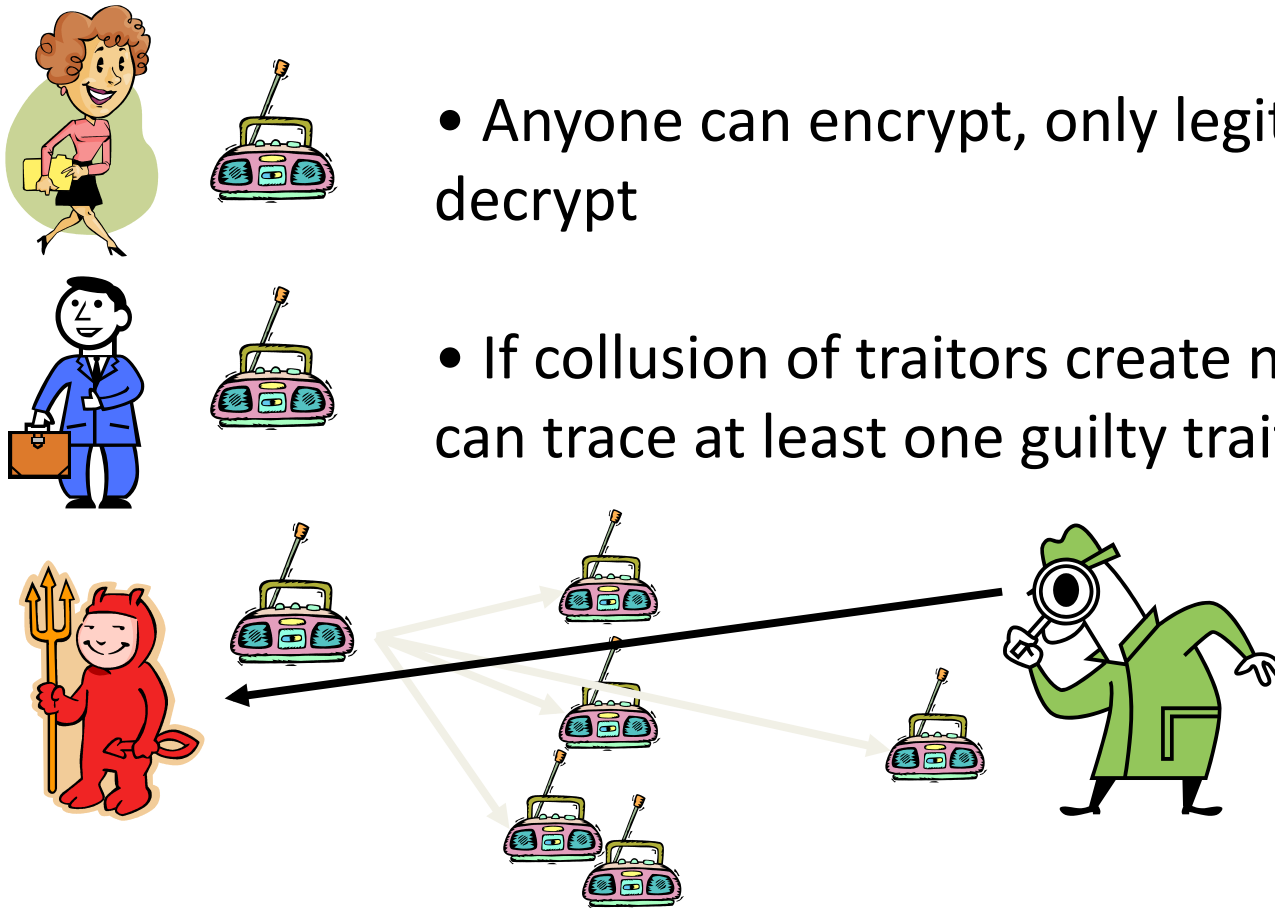 • Anyone can encrypt, only legit
decrypt
• If collusion of traitors create n
can trace at least one guilty trai